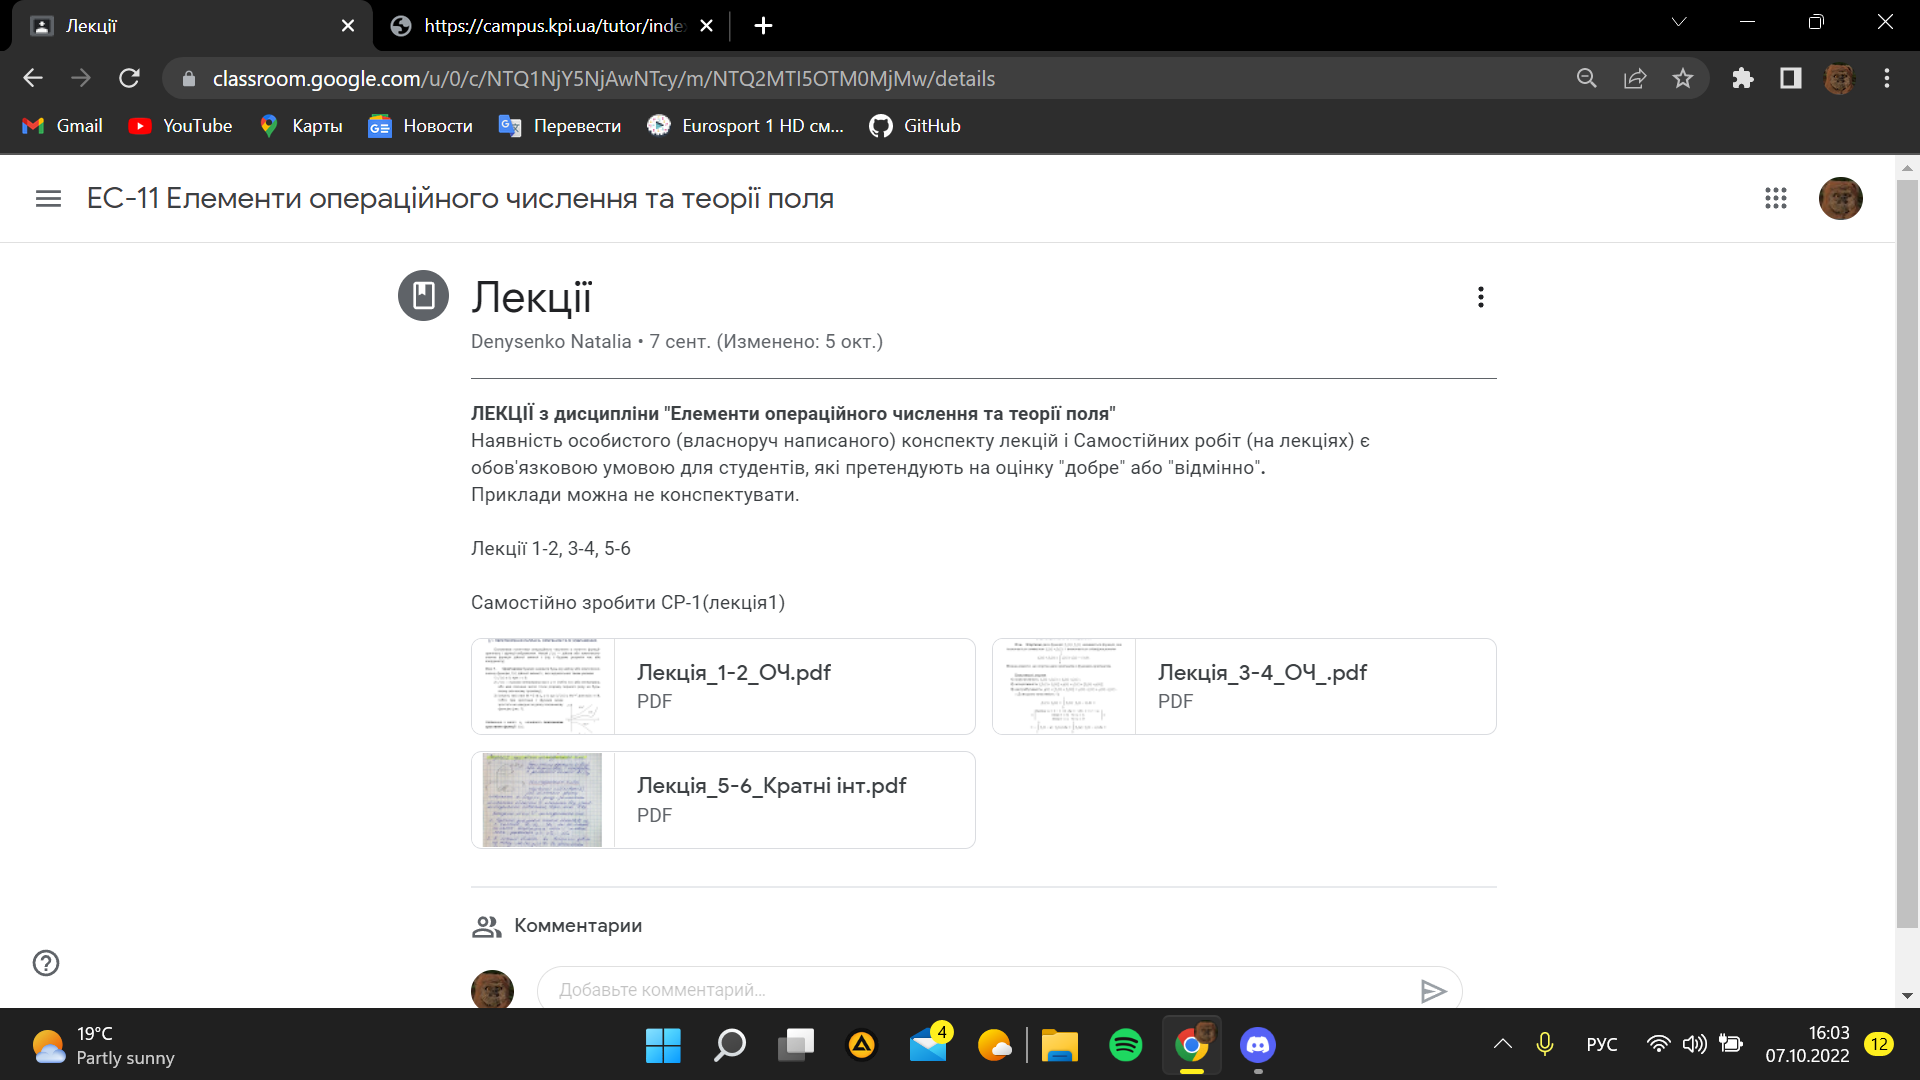 Лекції
https://campus.kpi.ua/tutor/inde
classroom.google.com/u/0/c/NTQ1NjY5NjAwNTcy/m/NTQ2MTI5OTM0MjMw/details
Gmail
YouTube
Карты
Новости
Перевести
Eurosport 1 HD см...
GitHub
ЕС-11 Елементи операційного числення та теорії поля
Лекції
Denysenko Natalia • 7 сент. (Изменено: 5 окт.)
ЛЕКЦІЇ з дисципліни "Елементи операційного числення та теорії поля"
Наявність особистого (власноруч написаного) конспекту лекцій і Самостійних робіт (на лекціях) є
обов'язковою умовою для студентів, які претендують на оцінку "добре" або "відмінно".
Приклади можна не конспектувати.
Лекції 1-2, 3-4, 5-6
Самостійно зробити СР-1(лекція1)
Лекція_1-2_ОЧ.pdf
PDF
Лекція_3-4_ОЧ_.pdf
PDF
Лекція_5-6_Кратні інт.pdf
PDF
Комментарии
Добавьте комментарий...
19°C
Partly sunny
4
РУС
16:03
07.10.2022
12